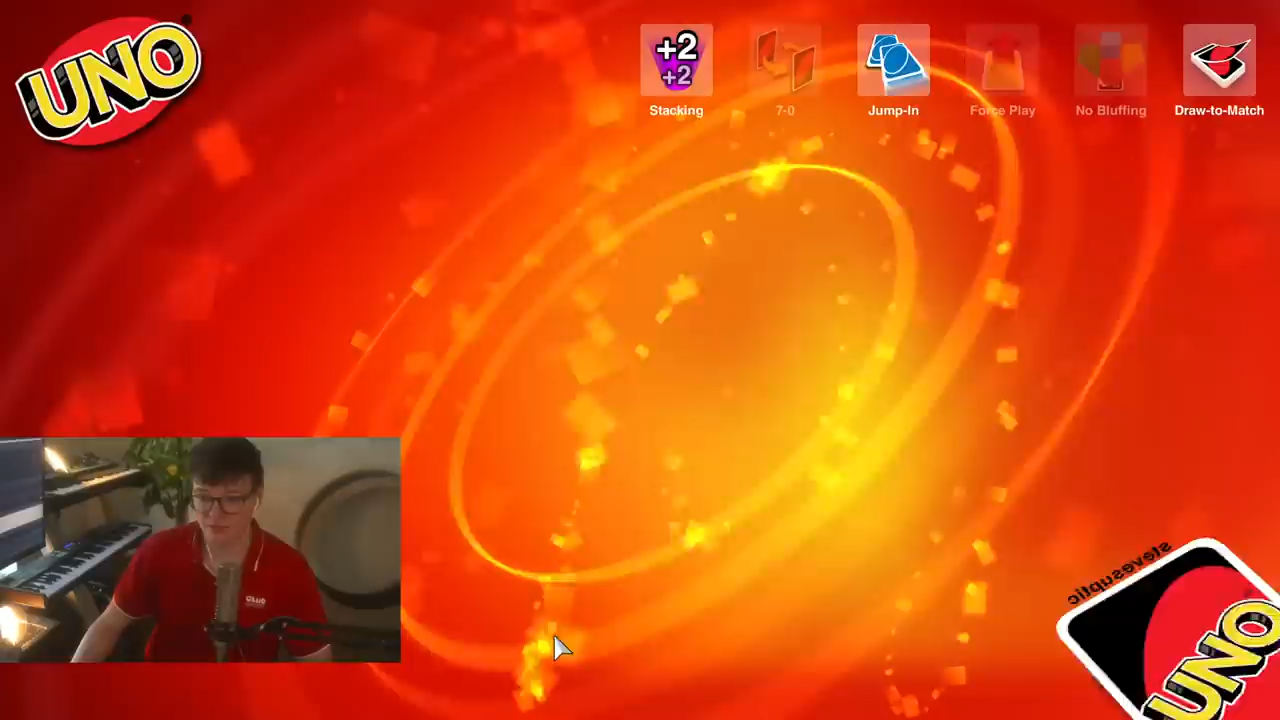 UNO
+2
+2
Stacking
7-0
Jump-In
Force Play
No Bluffing
Draw-to-Match
stevesuptic
UNO